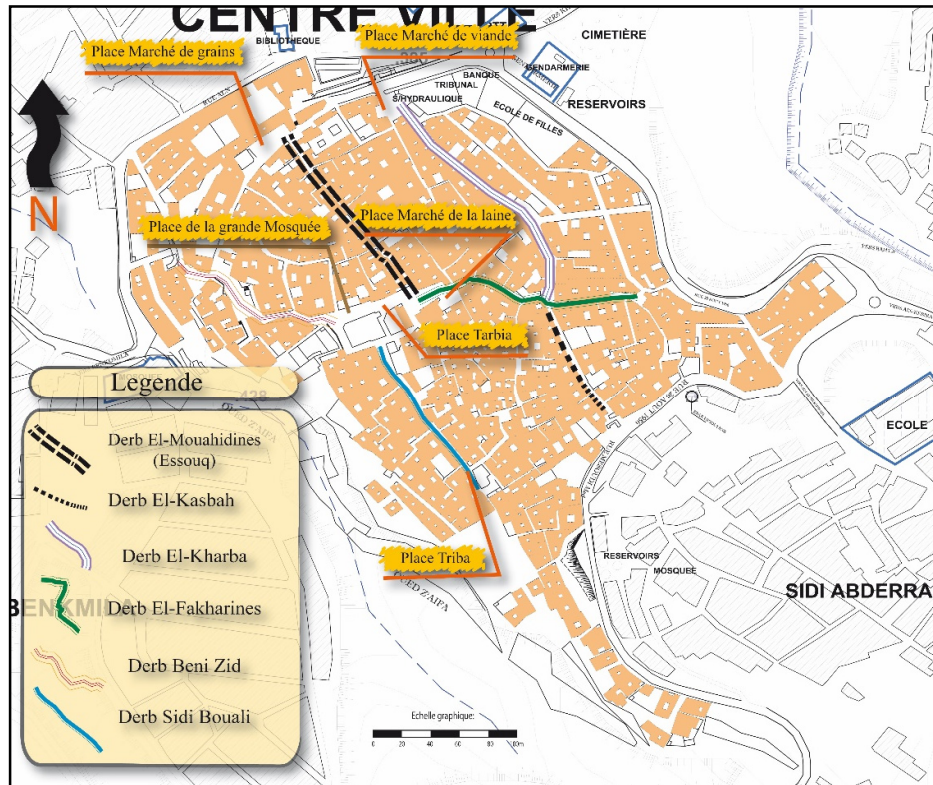 CENTRE VILLE
Place Marché de grains
BIBLIOTHEQUE
Place Marché de viande
CIMETIÈRE
GENDARMERIE
BANQUE
TRIBUNAL
S/HYDRAULIQUE
RESERVOIRS
ECOLE DE FILLES
N
Place de la grande Mosquée
Place Marché de la laine
Place Tarbia
ECOLE
RESERVOIRS
MOSQUEE
SIDI ABDERRA
Place Triba
Legende
Derb El-Mouahidines
(Essouq)
Derb El-Kasbah
Derb El-Kharba
Derb El-Fakharines
Derb Beni Zid
Derb Sidi Bouali
Echelle graphique:
0 20 40 60 80m